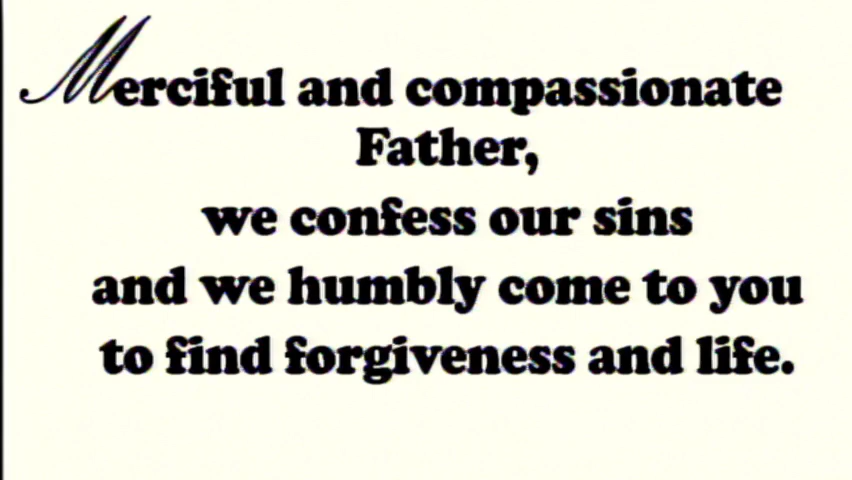 Merciful and compassionate
Father,
we confess our sins
and we humbly come to you
to find forgiveness and life.